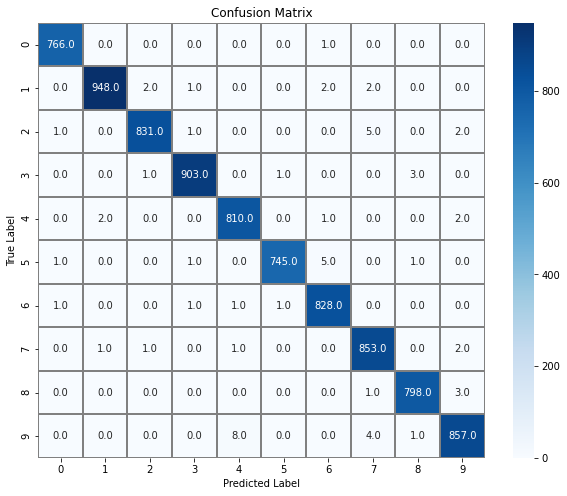 Confusion Matrix
0 766.0 0.0 0.0 0.0 0.0 0.0 1.0 0.0 0.0 0.0
1 0.0 948.0 2.0 1.0 0.0 0.0 2.0 2.0 0.0 0.0
2 1.0 0.0 831.0 1.0 0.0 0.0 0.0 5.0 0.0 2.0
3 0.0 0.0 1.0 903.0 0.0 1.0 0.0 0.0 3.0 0.0
4 0.0 2.0 0.0 0.0 810.0 0.0 1.0 0.0 0.0 2.0
5 1.0 0.0 0.0 1.0 0.0 745.0 5.0 0.0 1.0 0.0
6 1.0 0.0 0.0 1.0 1.0 1.0 828.0 0.0 0.0 0.0
7 0.0 1.0 1.0 0.0 1.0 0.0 0.0 853.0 0.0 2.0
8 0.0 0.0 0.0 0.0 0.0 0.0 0.0 1.0 798.0 3.0
9 0.0 0.0 0.0 0.0 8.0 0.0 0.0 4.0 1.0 857.0
0 1 2 3 4 5 6 7 8 9
True Label
Predicted Label
800
600
400
200
0